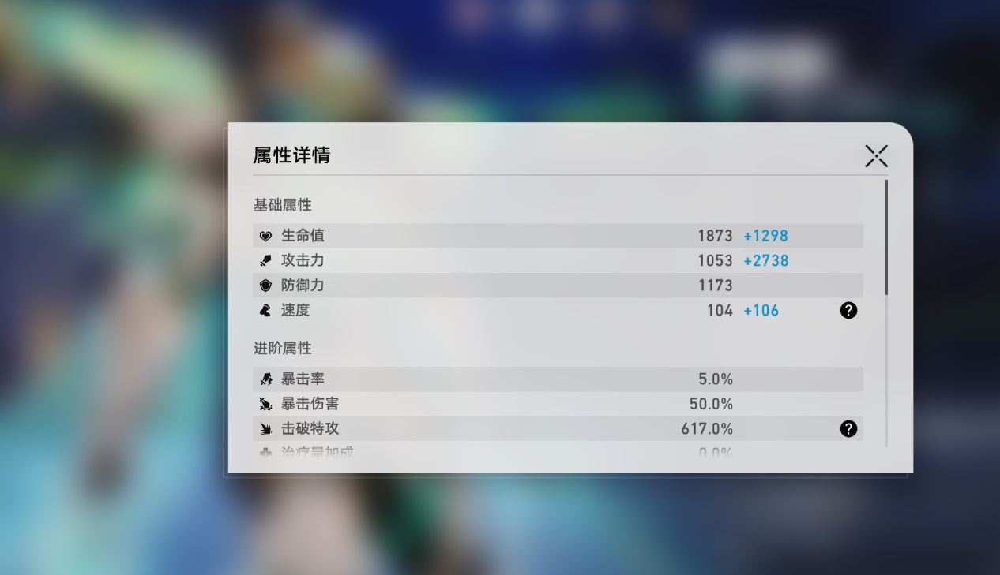 属性详情
基础属性
生命值 1873 +1298
攻击力 1053 +2738
防御力 1173
速度 104 +106 ?
进阶属性
暴击率 5.0%
暴击伤害 50.0%
击破特攻 617.0% ?
治疗量加成 0.0%